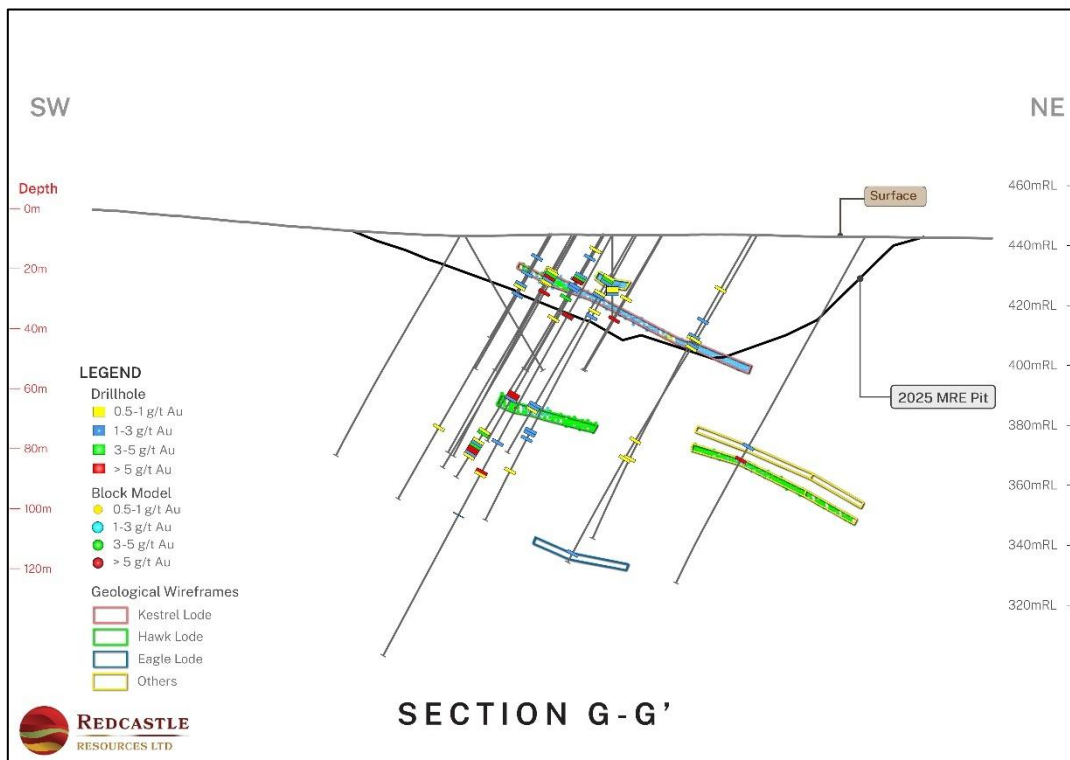 SW
NE
Depth
0m
20m
40m
60m
80m
100m
120m
460mRL
440mRL
420mRL
400mRL
380mRL
360mRL
340mRL
320mRL
Surface
2025 MRE Pit
LEGEND
Drillhole
0.5-1 g/t Au
1-3 g/t Au
3-5 g/t Au
> 5 g/t Au
Block Model
0.5-1 g/t Au
1-3 g/t Au
3-5 g/t Au
> 5 g/t Au
Geological Wireframes
Kestrel Lode
Hawk Lode
Eagle Lode
Others
REDCASTLE
RESOURCES LTD
SECTION G-G'